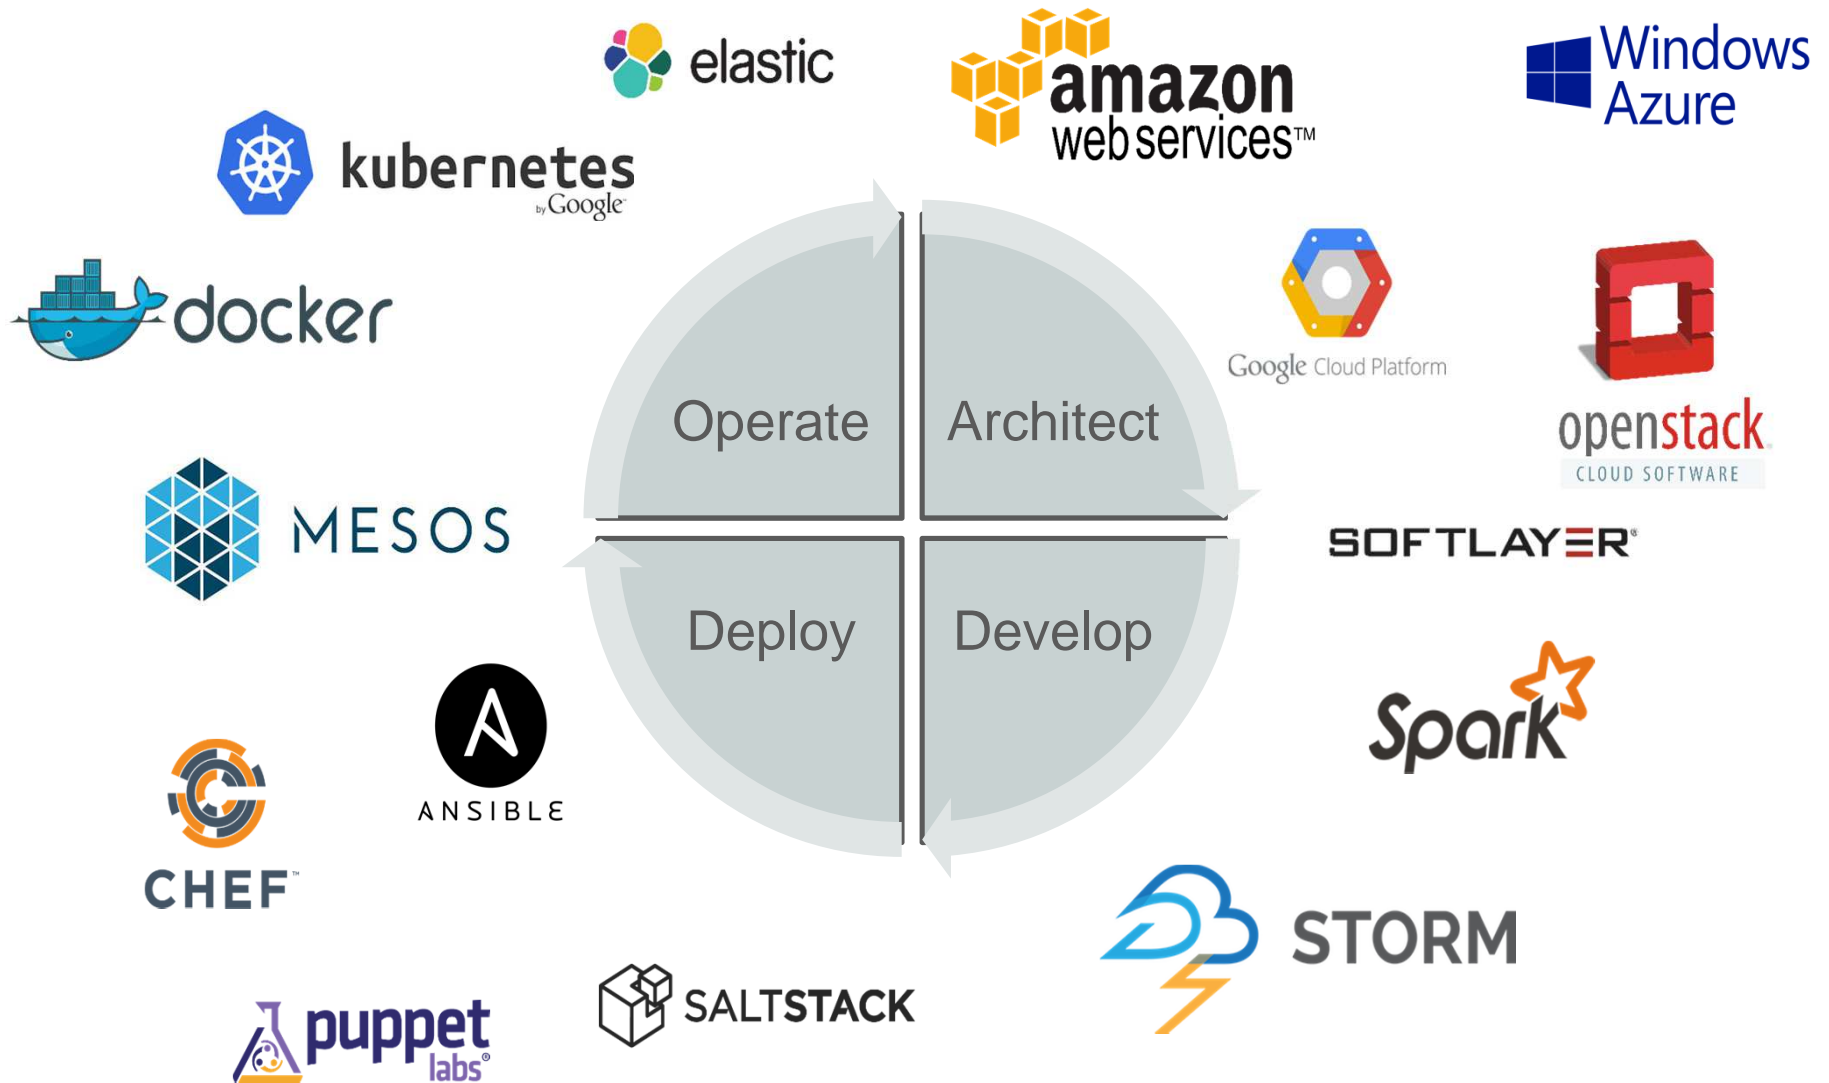 elastic
amazon
web services™
Windows
Azure
kubernetes
by Google
docker
Google Cloud Platform
openstack
CLOUD SOFTWARE
Operate
Architect
MESOS
SOFTLAYER®
Deploy
Develop
Spark
ANSIBLE
CHEF™
STORM
SALTSTACK
puppet
labs®